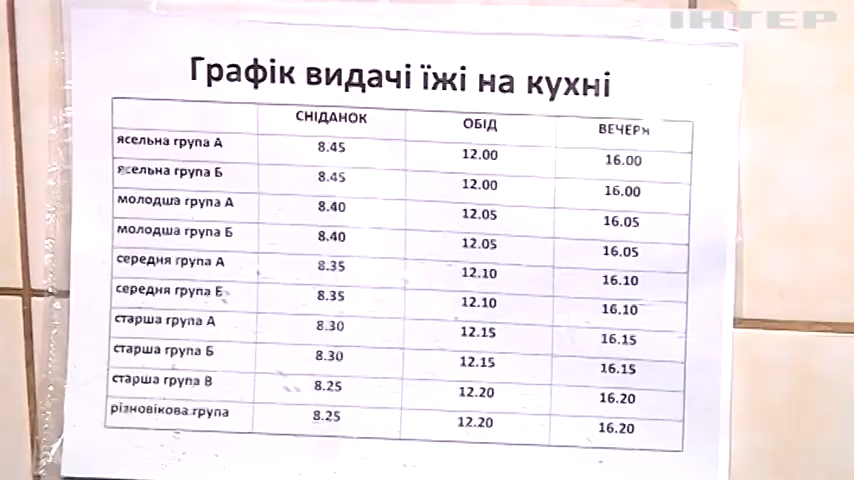 ІНТЕР
Графік видачі їжі на кухні
СНІДАНОК ОБІД ВЕЧЕРЯ
ясельна група А 8.45 12.00 16.00
ясельна група Б 8.45 12.00 16.00
молодша група А 8.40 12.05 16.05
молодша група Б 8.40 12.05 16.05
середня група А 8.35 12.10 16.10
середня група Б 8.35 12.10 16.10
старша група А 8.30 12.15 16.15
старша група Б 8.30 12.15 16.15
старша група В 8.25 12.20 16.20
різновікова група 8.25 12.20 16.20